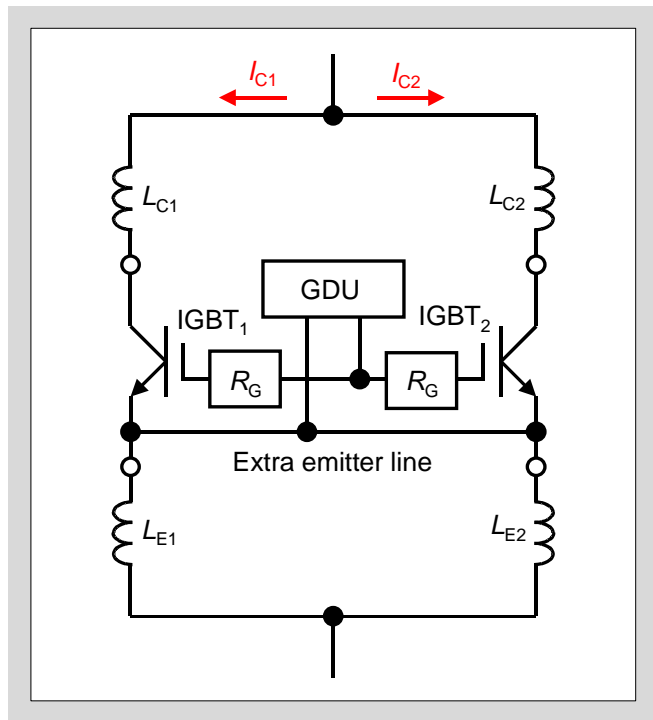 IC1 IC2
LC1 LC2
GDU
IGBT1 IGBT2
RG RG
Extra emitter line
LE1 LE2